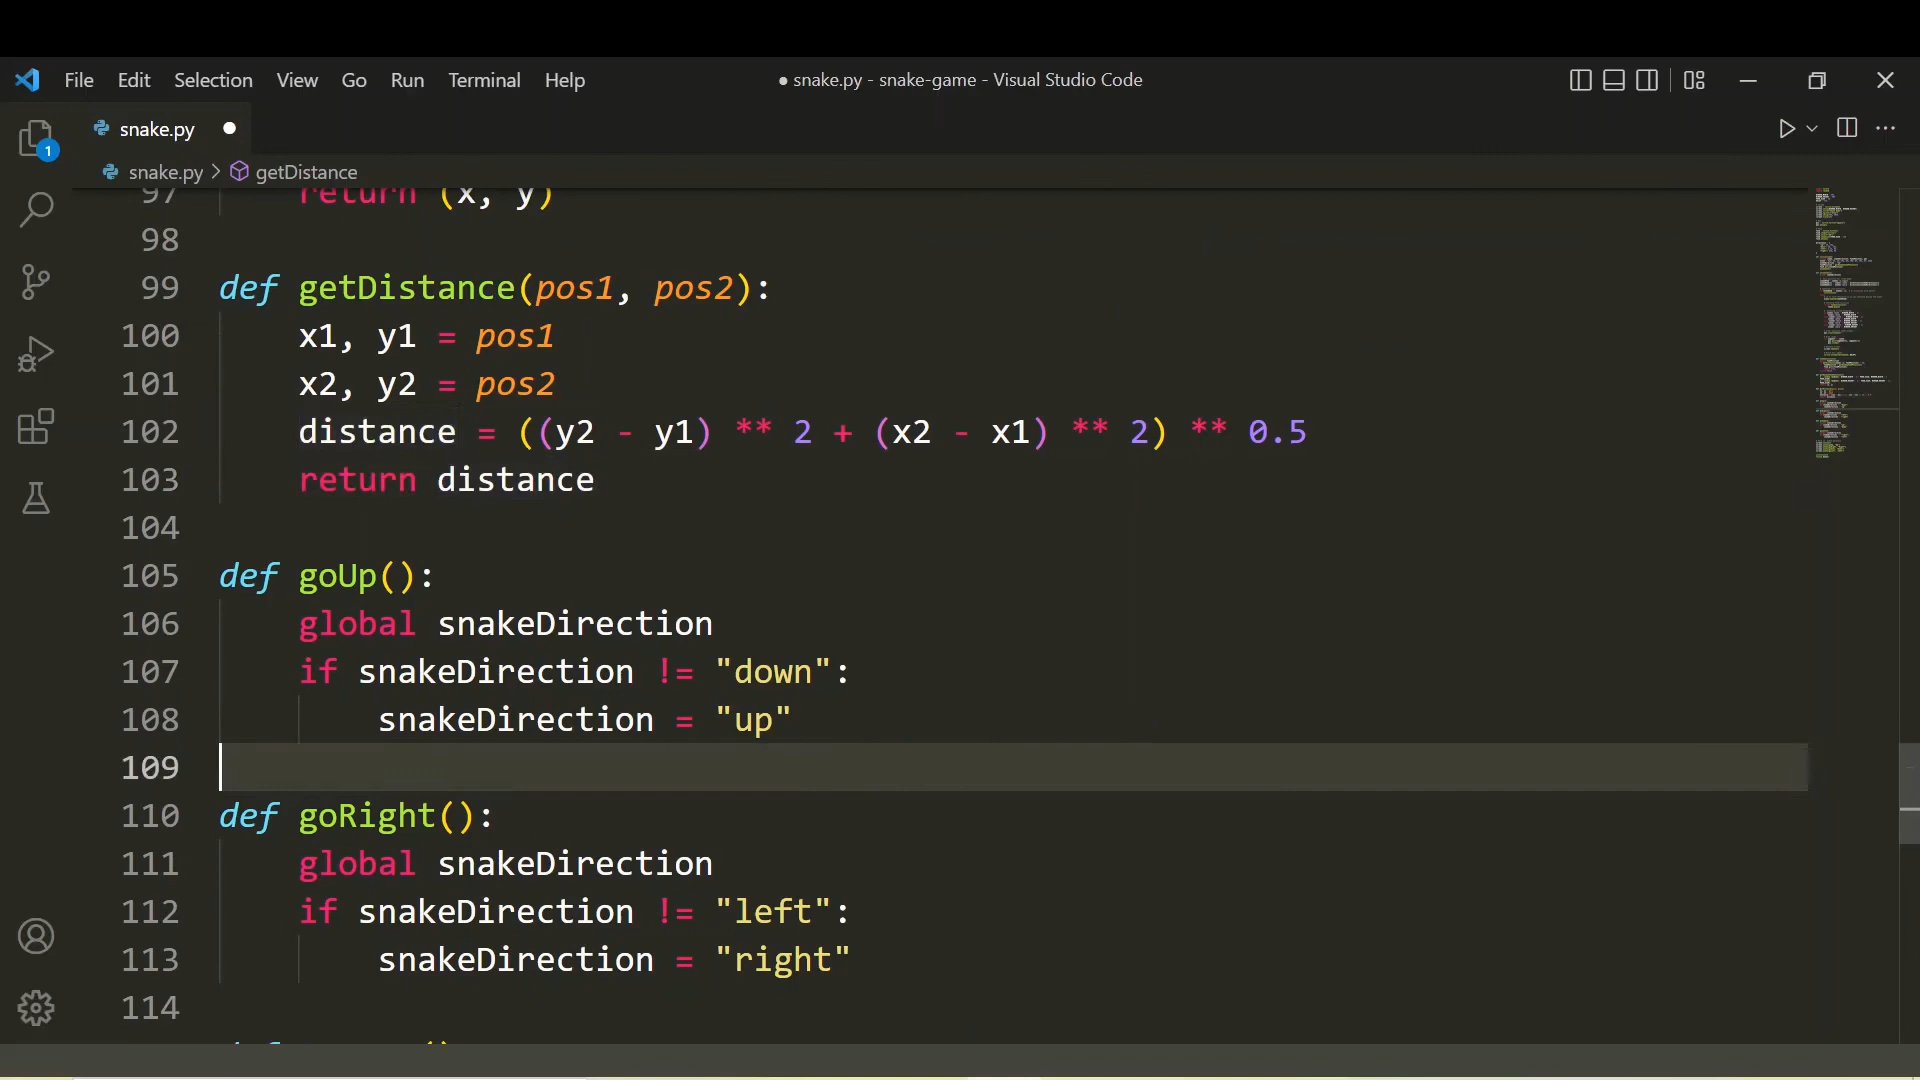 File Edit Selection View Go Run Terminal Help
● snake.py - snake-game - Visual Studio Code
snake.py ●
1
snake.py > getDistance
97 return (x, y)
98
99 def getDistance(pos1, pos2):
100 x1, y1 = pos1
101 x2, y2 = pos2
102 distance = ((y2 - y1) ** 2 + (x2 - x1) ** 2) ** 0.5
103 return distance
104
105 def goUp():
106 global snakeDirection
107 if snakeDirection != "down":
108 snakeDirection = "up"
109
110 def goRight():
111 global snakeDirection
112 if snakeDirection != "left":
113 snakeDirection = "right"
114